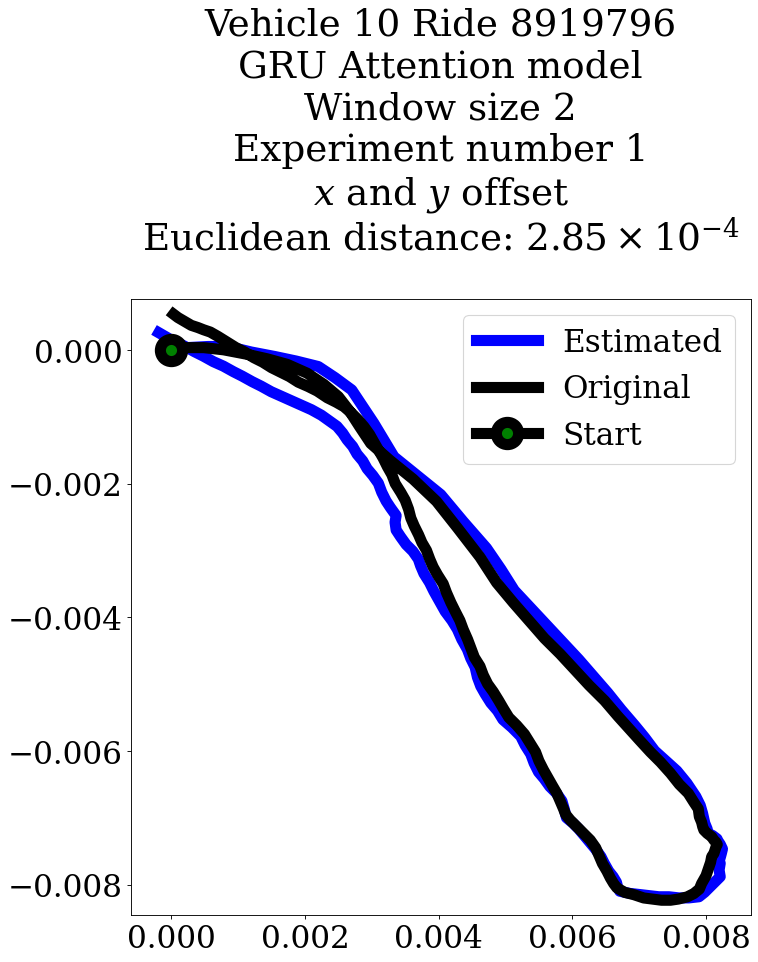 Vehicle 10 Ride 8919796
GRU Attention model
Window size 2
Experiment number 1
x and y offset
Euclidean distance: 2.85 × 10⁻⁴
Estimated
Original
Start
0.000
−0.002
−0.004
−0.006
−0.008
0.000 0.002 0.004 0.006 0.008